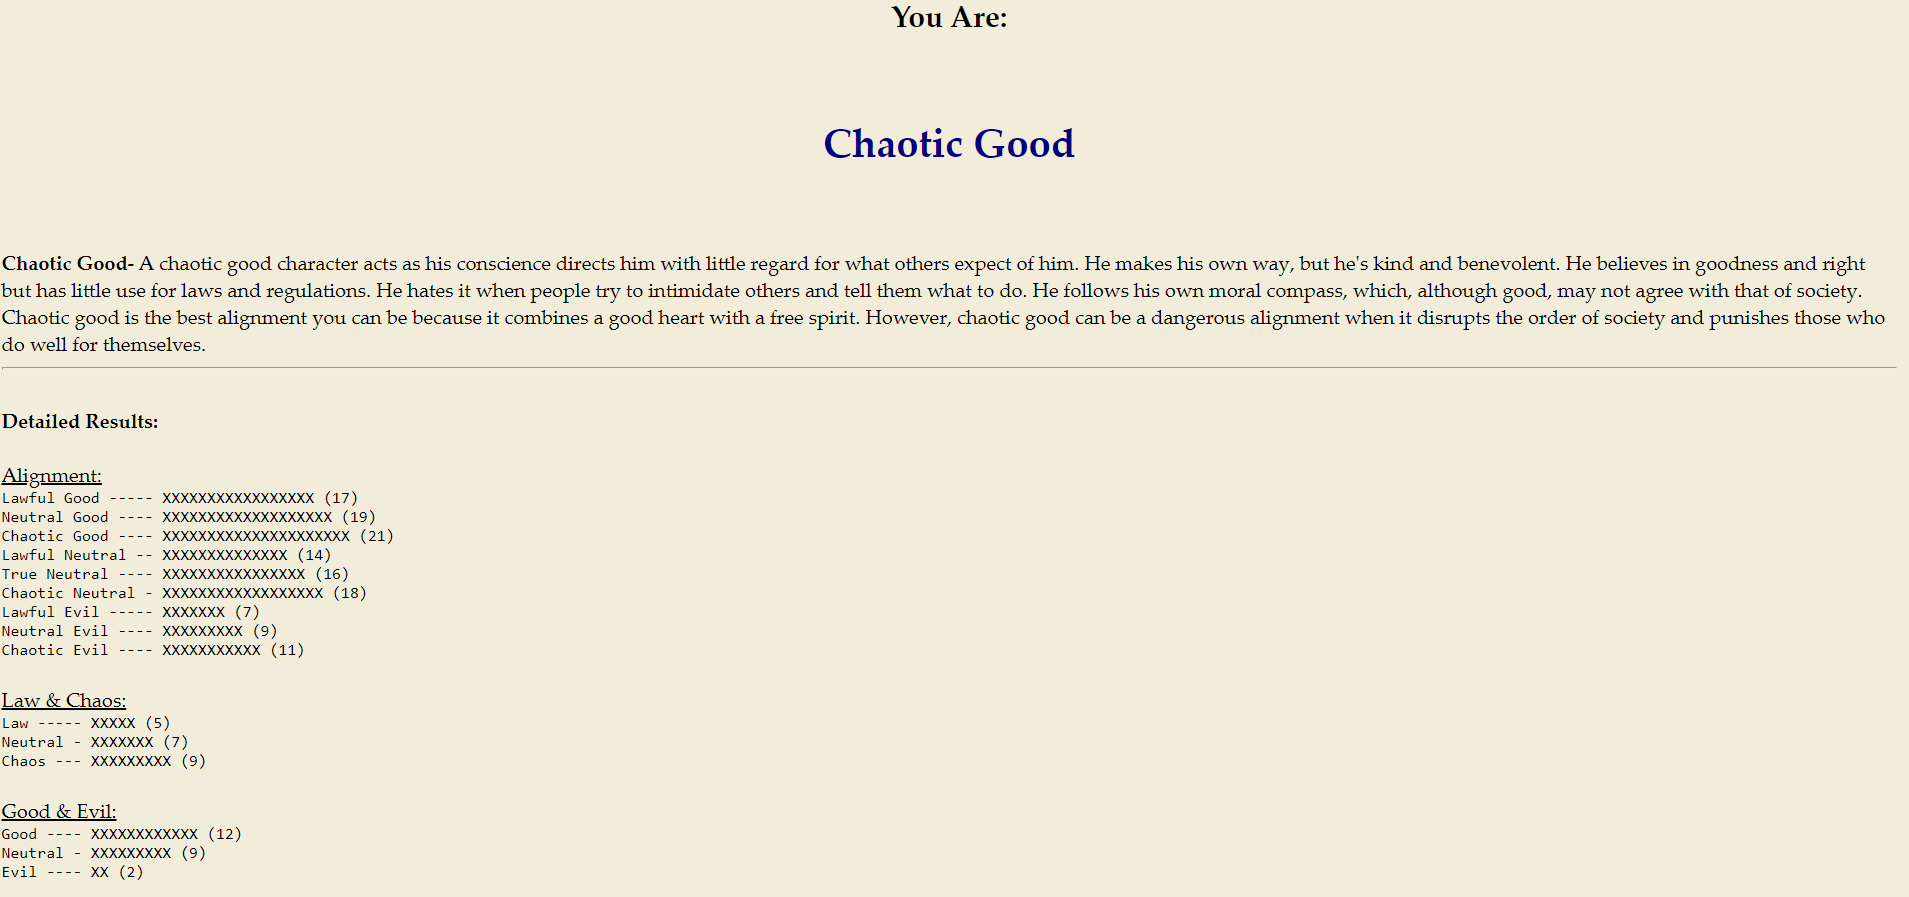 You Are:
Chaotic Good
Chaotic Good- A chaotic good character acts as his conscience directs him with little regard for what others expect of him. He makes his own way, but he's kind and benevolent. He believes in goodness and right
but has little use for laws and regulations. He hates it when people try to intimidate others and tell them what to do. He follows his own moral compass, which, although good, may not agree with that of society.
Chaotic good is the best alignment you can be because it combines a good heart with a free spirit. However, chaotic good can be a dangerous alignment when it disrupts the order of society and punishes those who
do well for themselves.
Detailed Results:
Alignment:
Lawful Good ----- XXXXXXXXXXXXXXXXX (17)
Neutral Good ---- XXXXXXXXXXXXXXXXXXX (19)
Chaotic Good ---- XXXXXXXXXXXXXXXXXXXXX (21)
Lawful Neutral -- XXXXXXXXXXXXXX (14)
True Neutral ---- XXXXXXXXXXXXXXXX (16)
Chaotic Neutral - XXXXXXXXXXXXXXXXXX (18)
Lawful Evil ----- XXXXXXX (7)
Neutral Evil ---- XXXXXXXXX (9)
Chaotic Evil ---- XXXXXXXXXXX (11)
Law & Chaos:
Law ----- XXXXX (5)
Neutral - XXXXXXX (7)
Chaos --- XXXXXXXXX (9)
Good & Evil:
Good ---- XXXXXXXXXXXX (12)
Neutral - XXXXXXXXX (9)
Evil ---- XX (2)